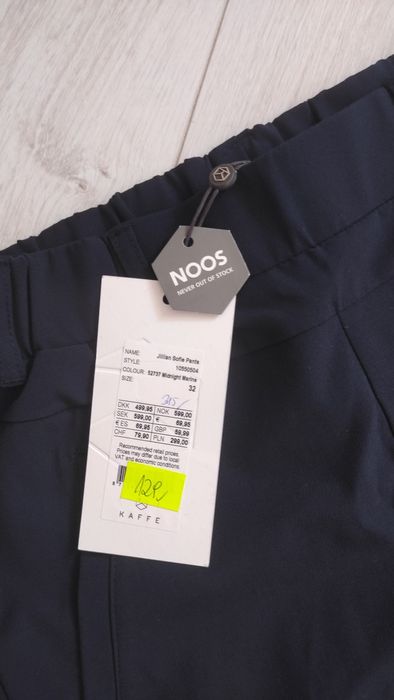 NOOS
NEVER OUT OF STOCK
NAME: Jillian Sofie Pants
STYLE: 10550504
COLOUR: 52737 Midnight Marine
SIZE: 32
DKK 499,95 NOK 599,00
SEK 599,00 € 69,95
€ ES 69,95 GBP 59,99
CHF 79,90 PLN 299,00
Recommended retail prices.
Prices may differ due to local
VAT and economic conditions.
KAFFE